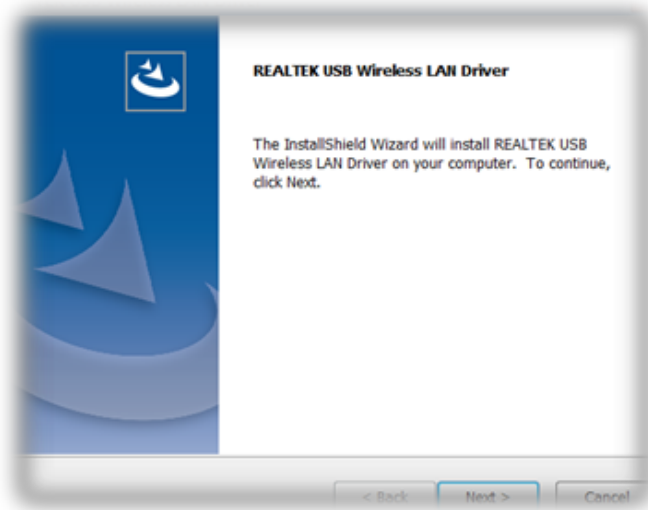 REALTEK USB Wireless LAN Driver
The InstallShield Wizard will install REALTEK USB
Wireless LAN Driver on your computer. To continue,
click Next.
< Back Next > Cancel